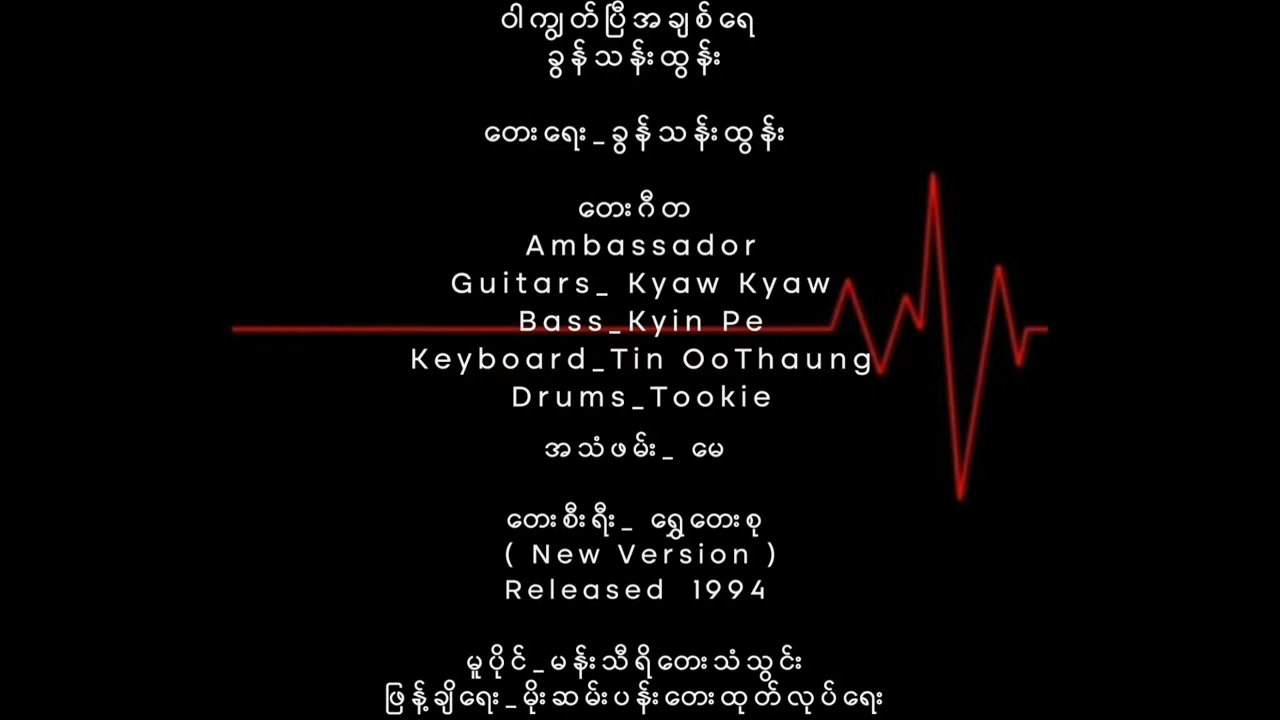 ဝါကျွတ်ပြီအချစ်ရေ
ခွန်သန်းထွန်း
တေးရေး_ခွန်သန်းထွန်း
တေးဂီတ
Ambassador
Guitars_ Kyaw Kyaw
Bass_Kyin Pe
Keyboard_Tin OoThaung
Drums_Tookie
အသံဖမ်း_ မေ
တေးစီးရီး_ ရွှေတေးစု
( New Version )
Released 1994
မူပိုင်_မန်းသီရိတေးသံသွင်း
ဖြန့်ချိရေး_မိုးဆမ်းပန်းတေးထုတ်လုပ်ရေး